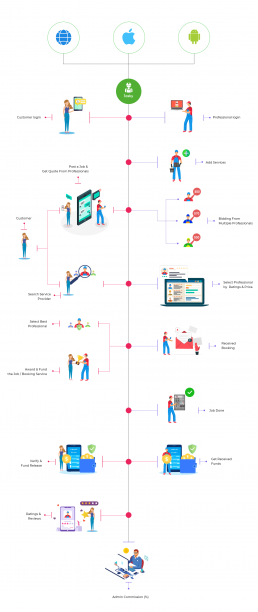 Customer login
Professional login
Add Services
Post a Job &
Get Quote From Professionals
Customer
Bidding From
Multiple Professionals
Search Service
Provider
Select Professional
by, Ratings & Price
Select Best
Professional
Received
Booking
Award & Fund
the Job / Booking Service
Job Done
Verify &
Fund Release
Get Received
Funds
Ratings &
Reviews
Admin Commission (%)